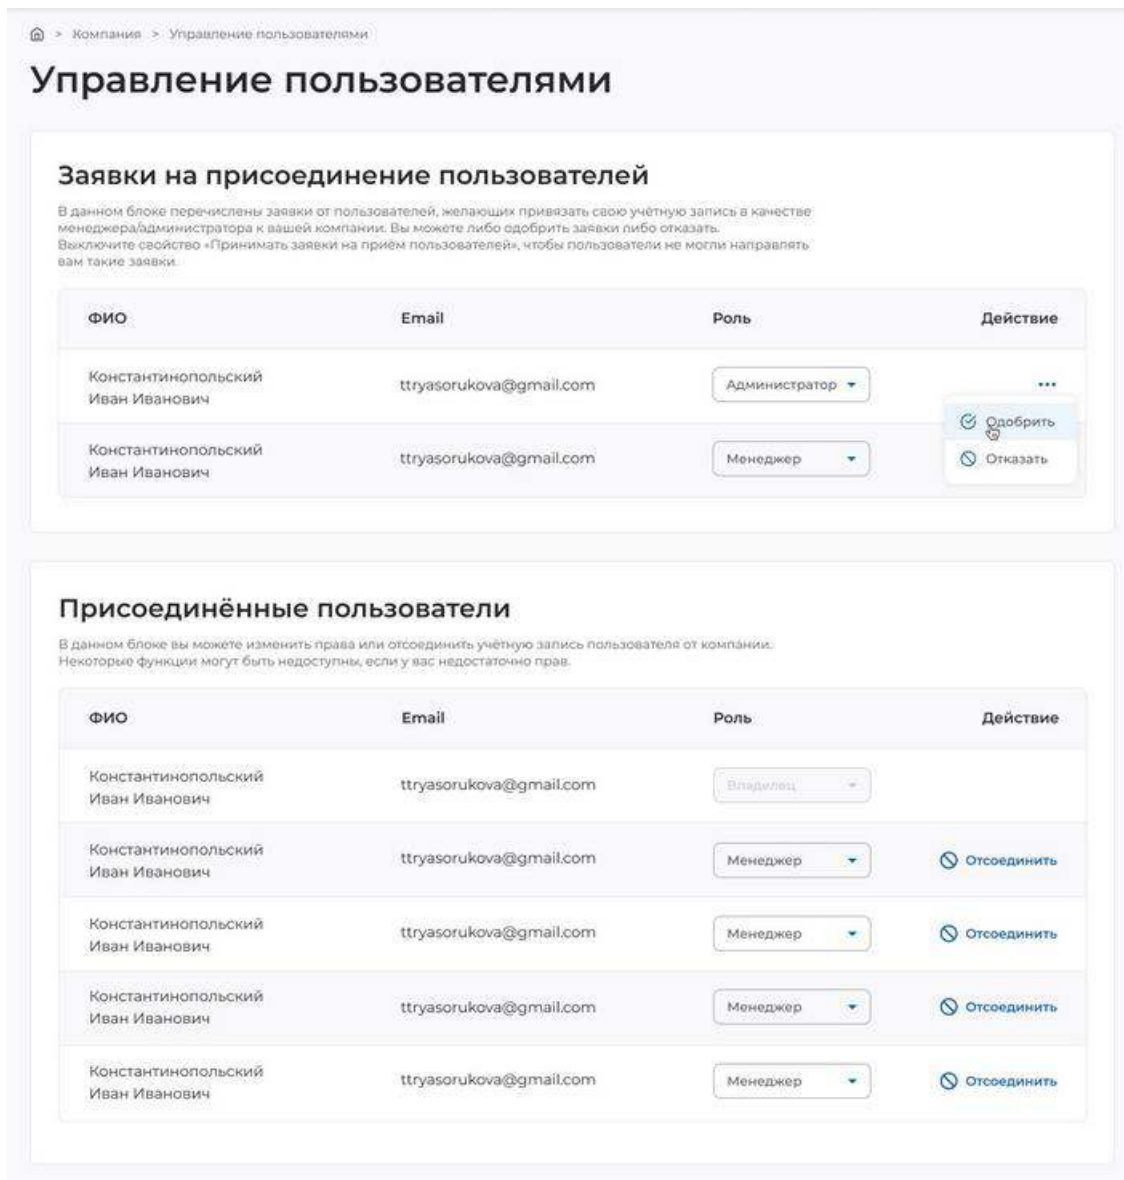 > Компания > Управление пользователями
Управление пользователями
Заявки на присоединение пользователей
В данном блоке перечислены заявки от пользователей, желающих привязать свою учётную запись в качестве
менеджера/администратора к вашей компании. Вы можете либо одобрить заявки либо отказать.
Выключите свойство «Принимать заявки на приём пользователей», чтобы пользователи не могли направлять
вам такие заявки.
ФИО Email Роль Действие
Константинопольский
Иван Иванович
ttryasorukova@gmail.com
Администратор
Одобрить
Отказать
Константинопольский
Иван Иванович
ttryasorukova@gmail.com
Менеджер
Присоединённые пользователи
В данном блоке вы можете изменить права или отсоединить учётную запись пользователя от компании.
Некоторые функции могут быть недоступны, если у вас недостаточно прав.
ФИО Email Роль Действие
Константинопольский
Иван Иванович
ttryasorukova@gmail.com
Владелец
Константинопольский
Иван Иванович
ttryasorukova@gmail.com
Менеджер
Отсоединить
Константинопольский
Иван Иванович
ttryasorukova@gmail.com
Менеджер
Отсоединить
Константинопольский
Иван Иванович
ttryasorukova@gmail.com
Менеджер
Отсоединить
Константинопольский
Иван Иванович
ttryasorukova@gmail.com
Менеджер
Отсоединить